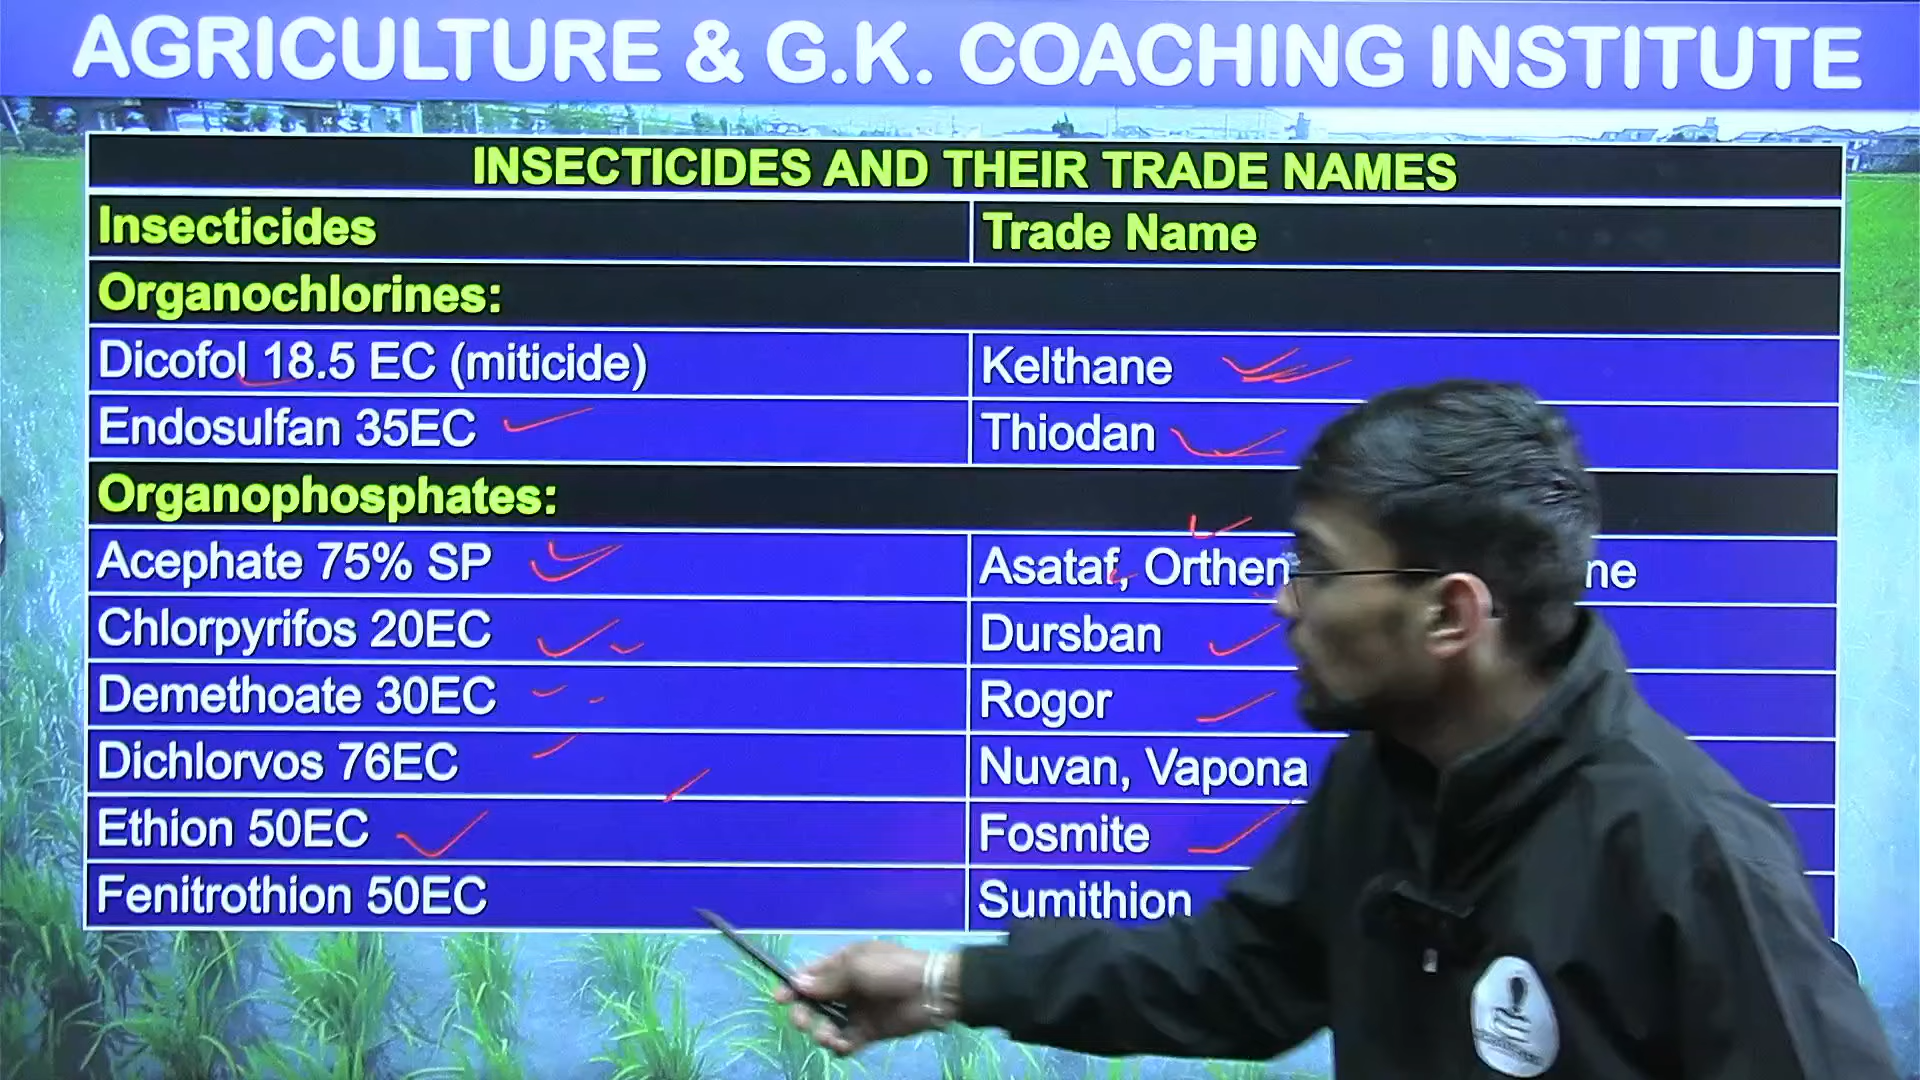 AGRICULTURE & G.K. COACHING INSTITUTE
INSECTICIDES AND THEIR TRADE NAMES
Insecticides Trade Name
Organochlorines:
Dicofol 18.5 EC (miticide) Kelthane
Endosulfan 35EC Thiodan
Organophosphates:
Acephate 75% SP Asataf,
Chlorpyrifos 20EC Dursban
Demethoate 30EC Rogor
Dichlorvos 76EC Nuvan, Vapona
Ethion 50EC Fosmite
Fenitrothion 50EC Sumithion